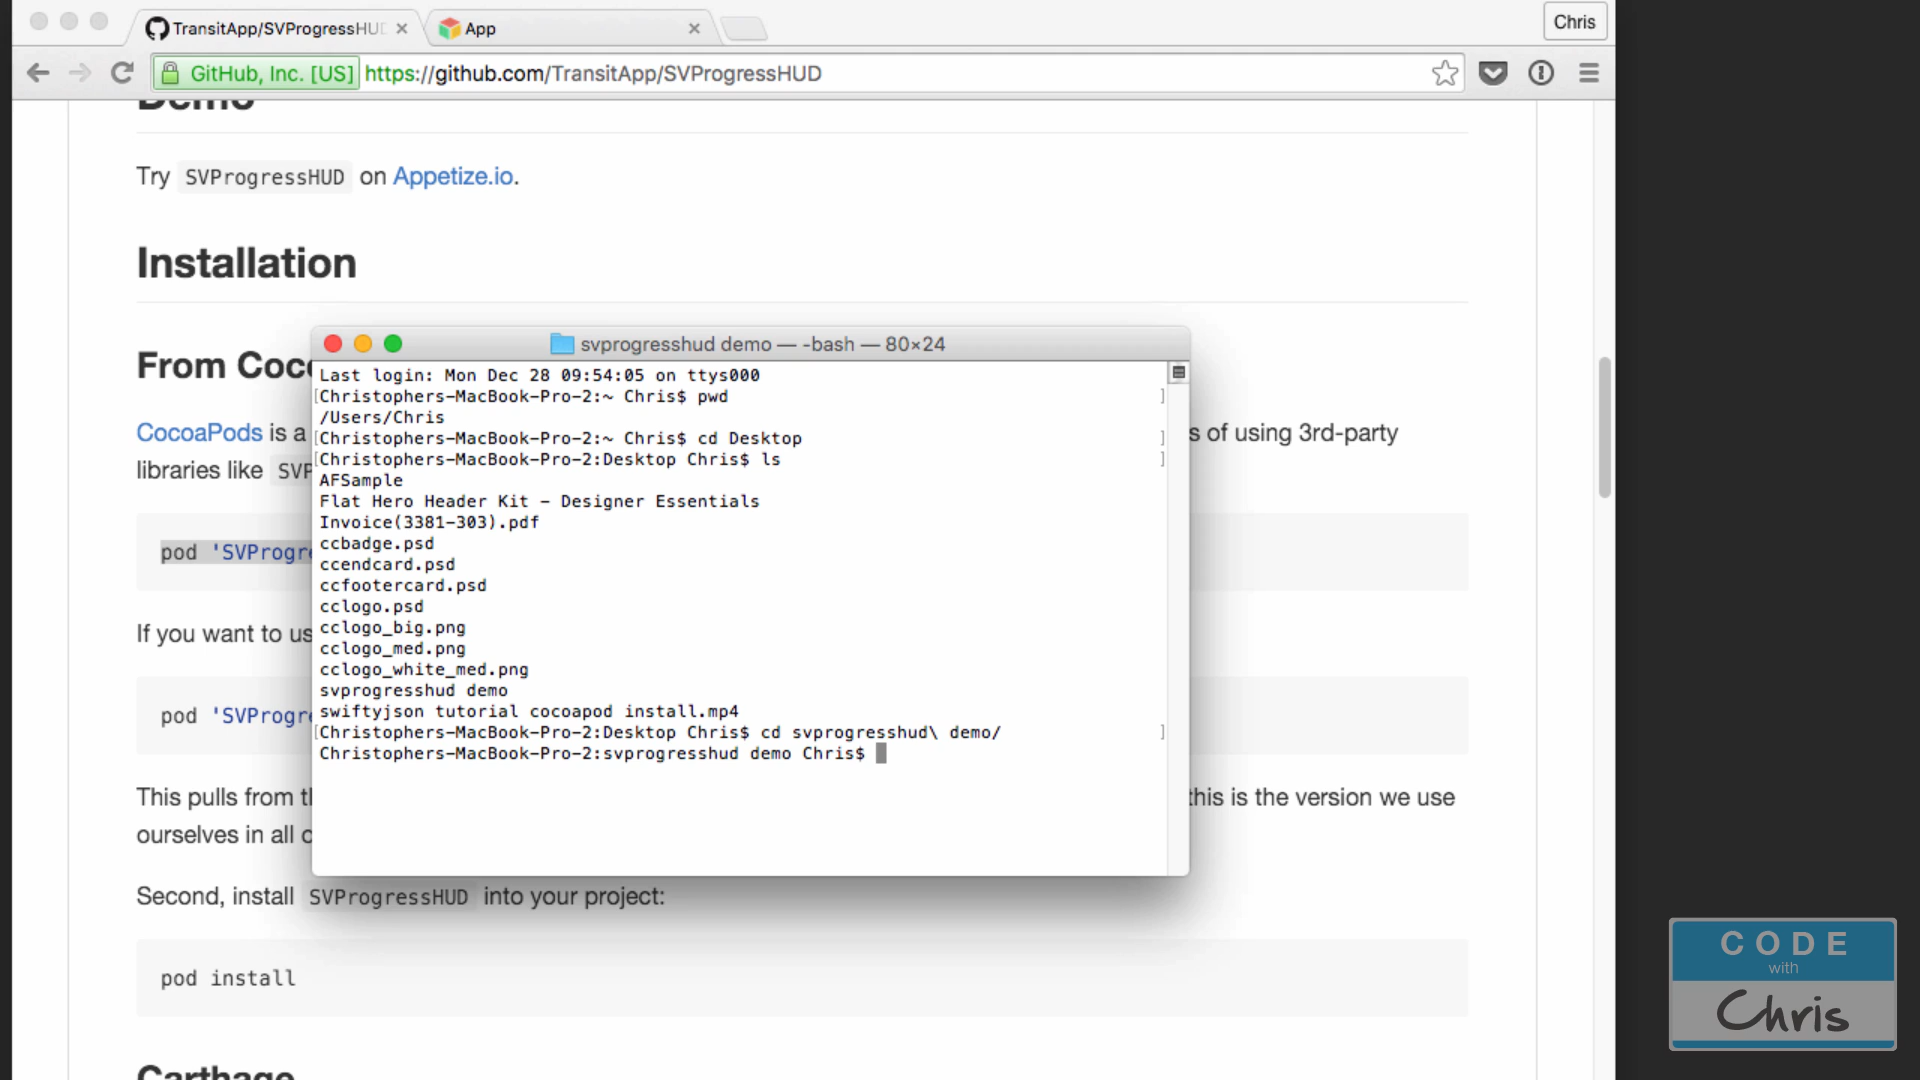 TransitApp/SVProgressHUD
App
Chris
GitHub, Inc. [US]
https://github.com/TransitApp/SVProgressHUD
Demo
Try SVProgressHUD on Appetize.io.
Installation
From Coc
svprogresshud demo — -bash — 80×24
Last login: Mon Dec 28 09:54:05 on ttys000
[Christophers-MacBook-Pro-2:~ Chris$ pwd ]
/Users/Chris
[Christophers-MacBook-Pro-2:~ Chris$ cd Desktop ]
[Christophers-MacBook-Pro-2:Desktop Chris$ ls ]
AFSample
Flat Hero Header Kit - Designer Essentials
Invoice(3381-303).pdf
ccbadge.psd
ccendcard.psd
ccfootercard.psd
cclogo.psd
cclogo_big.png
cclogo_med.png
cclogo_white_med.png
svprogresshud demo
swiftyjson tutorial cocoapod install.mp4
[Christophers-MacBook-Pro-2:Desktop Chris$ cd svprogresshud\ demo/ ]
Christophers-MacBook-Pro-2:svprogresshud demo Chris$
CocoaPods is a
s of using 3rd-party
libraries like SVP
pod 'SVProgre
If you want to us
pod 'SVProgre
This pulls from th
this is the version we use
ourselves in all o
Second, install SVProgressHUD into your project:
pod install
Carthage
CODE
with
Chris